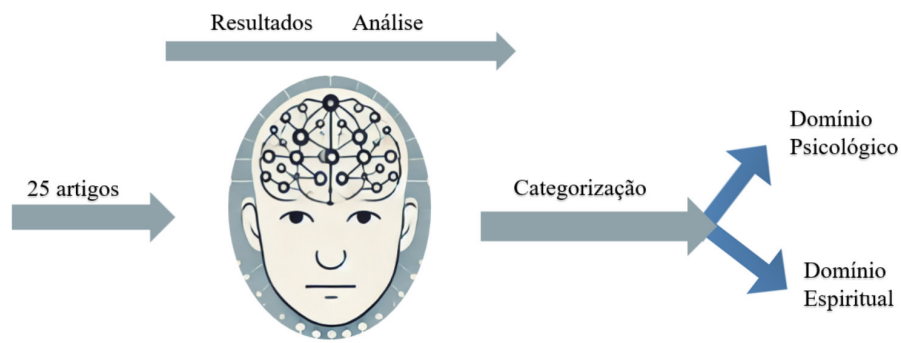 Resultados Análise
25 artigos
Categorização
Domínio
Psicológico
Domínio
Espiritual